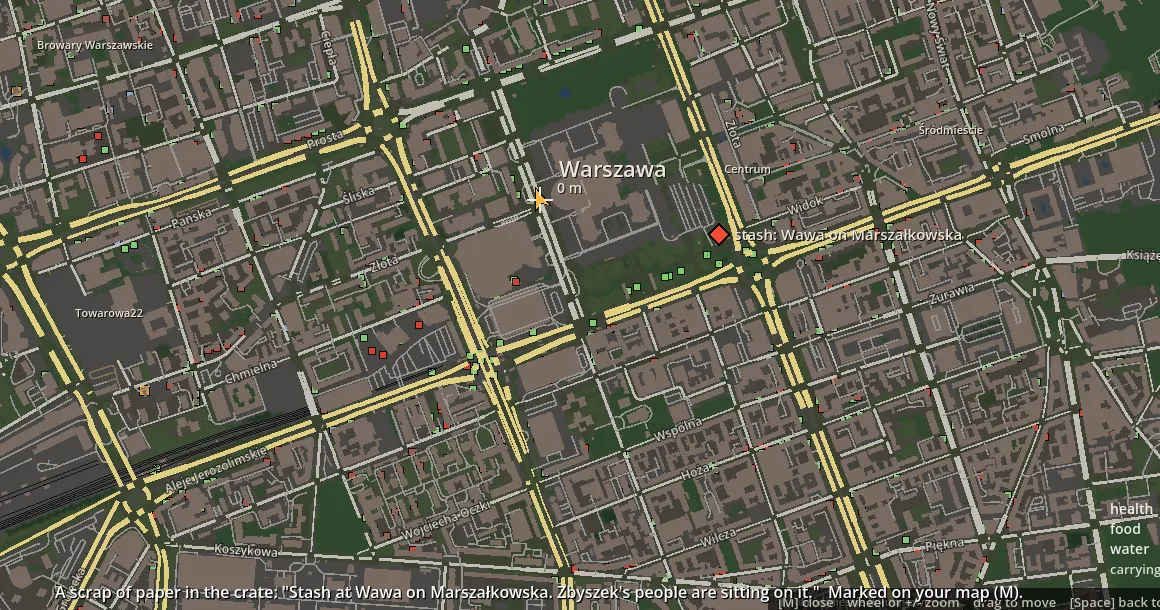 Browary Warszawskie
Ciepła
Nowy Świat
Prosta
Złota
Śródmieście
Smolna
Warszawa
0 m
Centrum
Śliska
Pańska
Widok
stash: Wawa on Marszałkowska
Złota
Żurawia
Towarowa22
Chmielna
Wspólna
Aleje Jerozolimskie
Hoża
Wojciecha Oczki
Wilcza
Piękna
Koszykowa
health
food
water
carrying
A scrap of paper in the crate: "Stash at Wawa on Marszałkowska. Zbyszek's people are sitting on it." Marked on your map (M).
[M] close wheel or +/- zoom drag to move [Space] back to